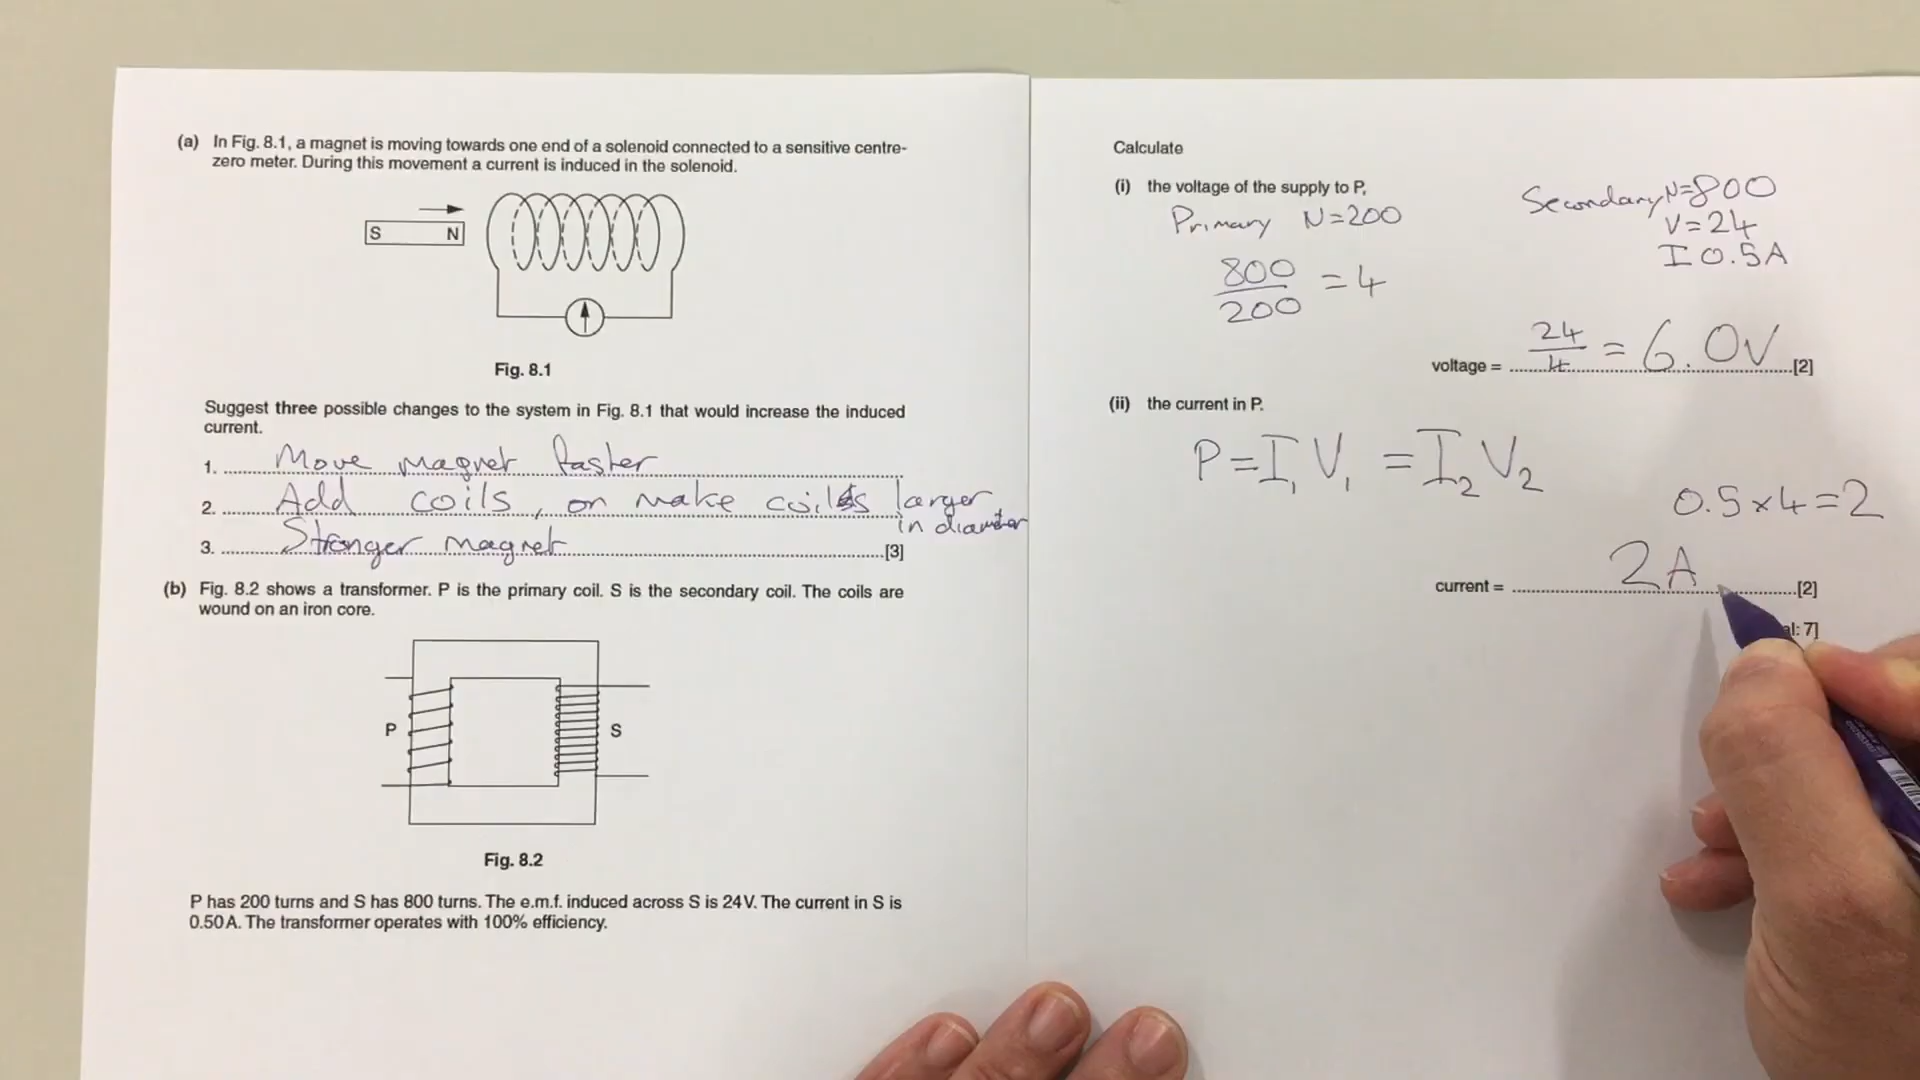 (a) In Fig. 8.1, a magnet is moving towards one end of a solenoid connected to a sensitive centre-
zero meter. During this movement a current is induced in the solenoid.
S N
Fig. 8.1
Suggest three possible changes to the system in Fig. 8.1 that would increase the induced
current.
1. Move magnet faster
2. Add coils, or make coils larger
in diameter
3. Stronger magnet [3]
(b) Fig. 8.2 shows a transformer. P is the primary coil. S is the secondary coil. The coils are
wound on an iron core.
P S
Fig. 8.2
P has 200 turns and S has 800 turns. The e.m.f. induced across S is 24V. The current in S is
0.50A. The transformer operates with 100% efficiency.
Calculate
(i) the voltage of the supply to P,
Primary N=200
Secondary N=800
V=24
I 0.5A
800/200 = 4
voltage = 24/4 = 6.0V [2]
(ii) the current in P.
P=I₁V₁ =I₂V₂
0.5×4=2
current = 2A [2]
al: 7]